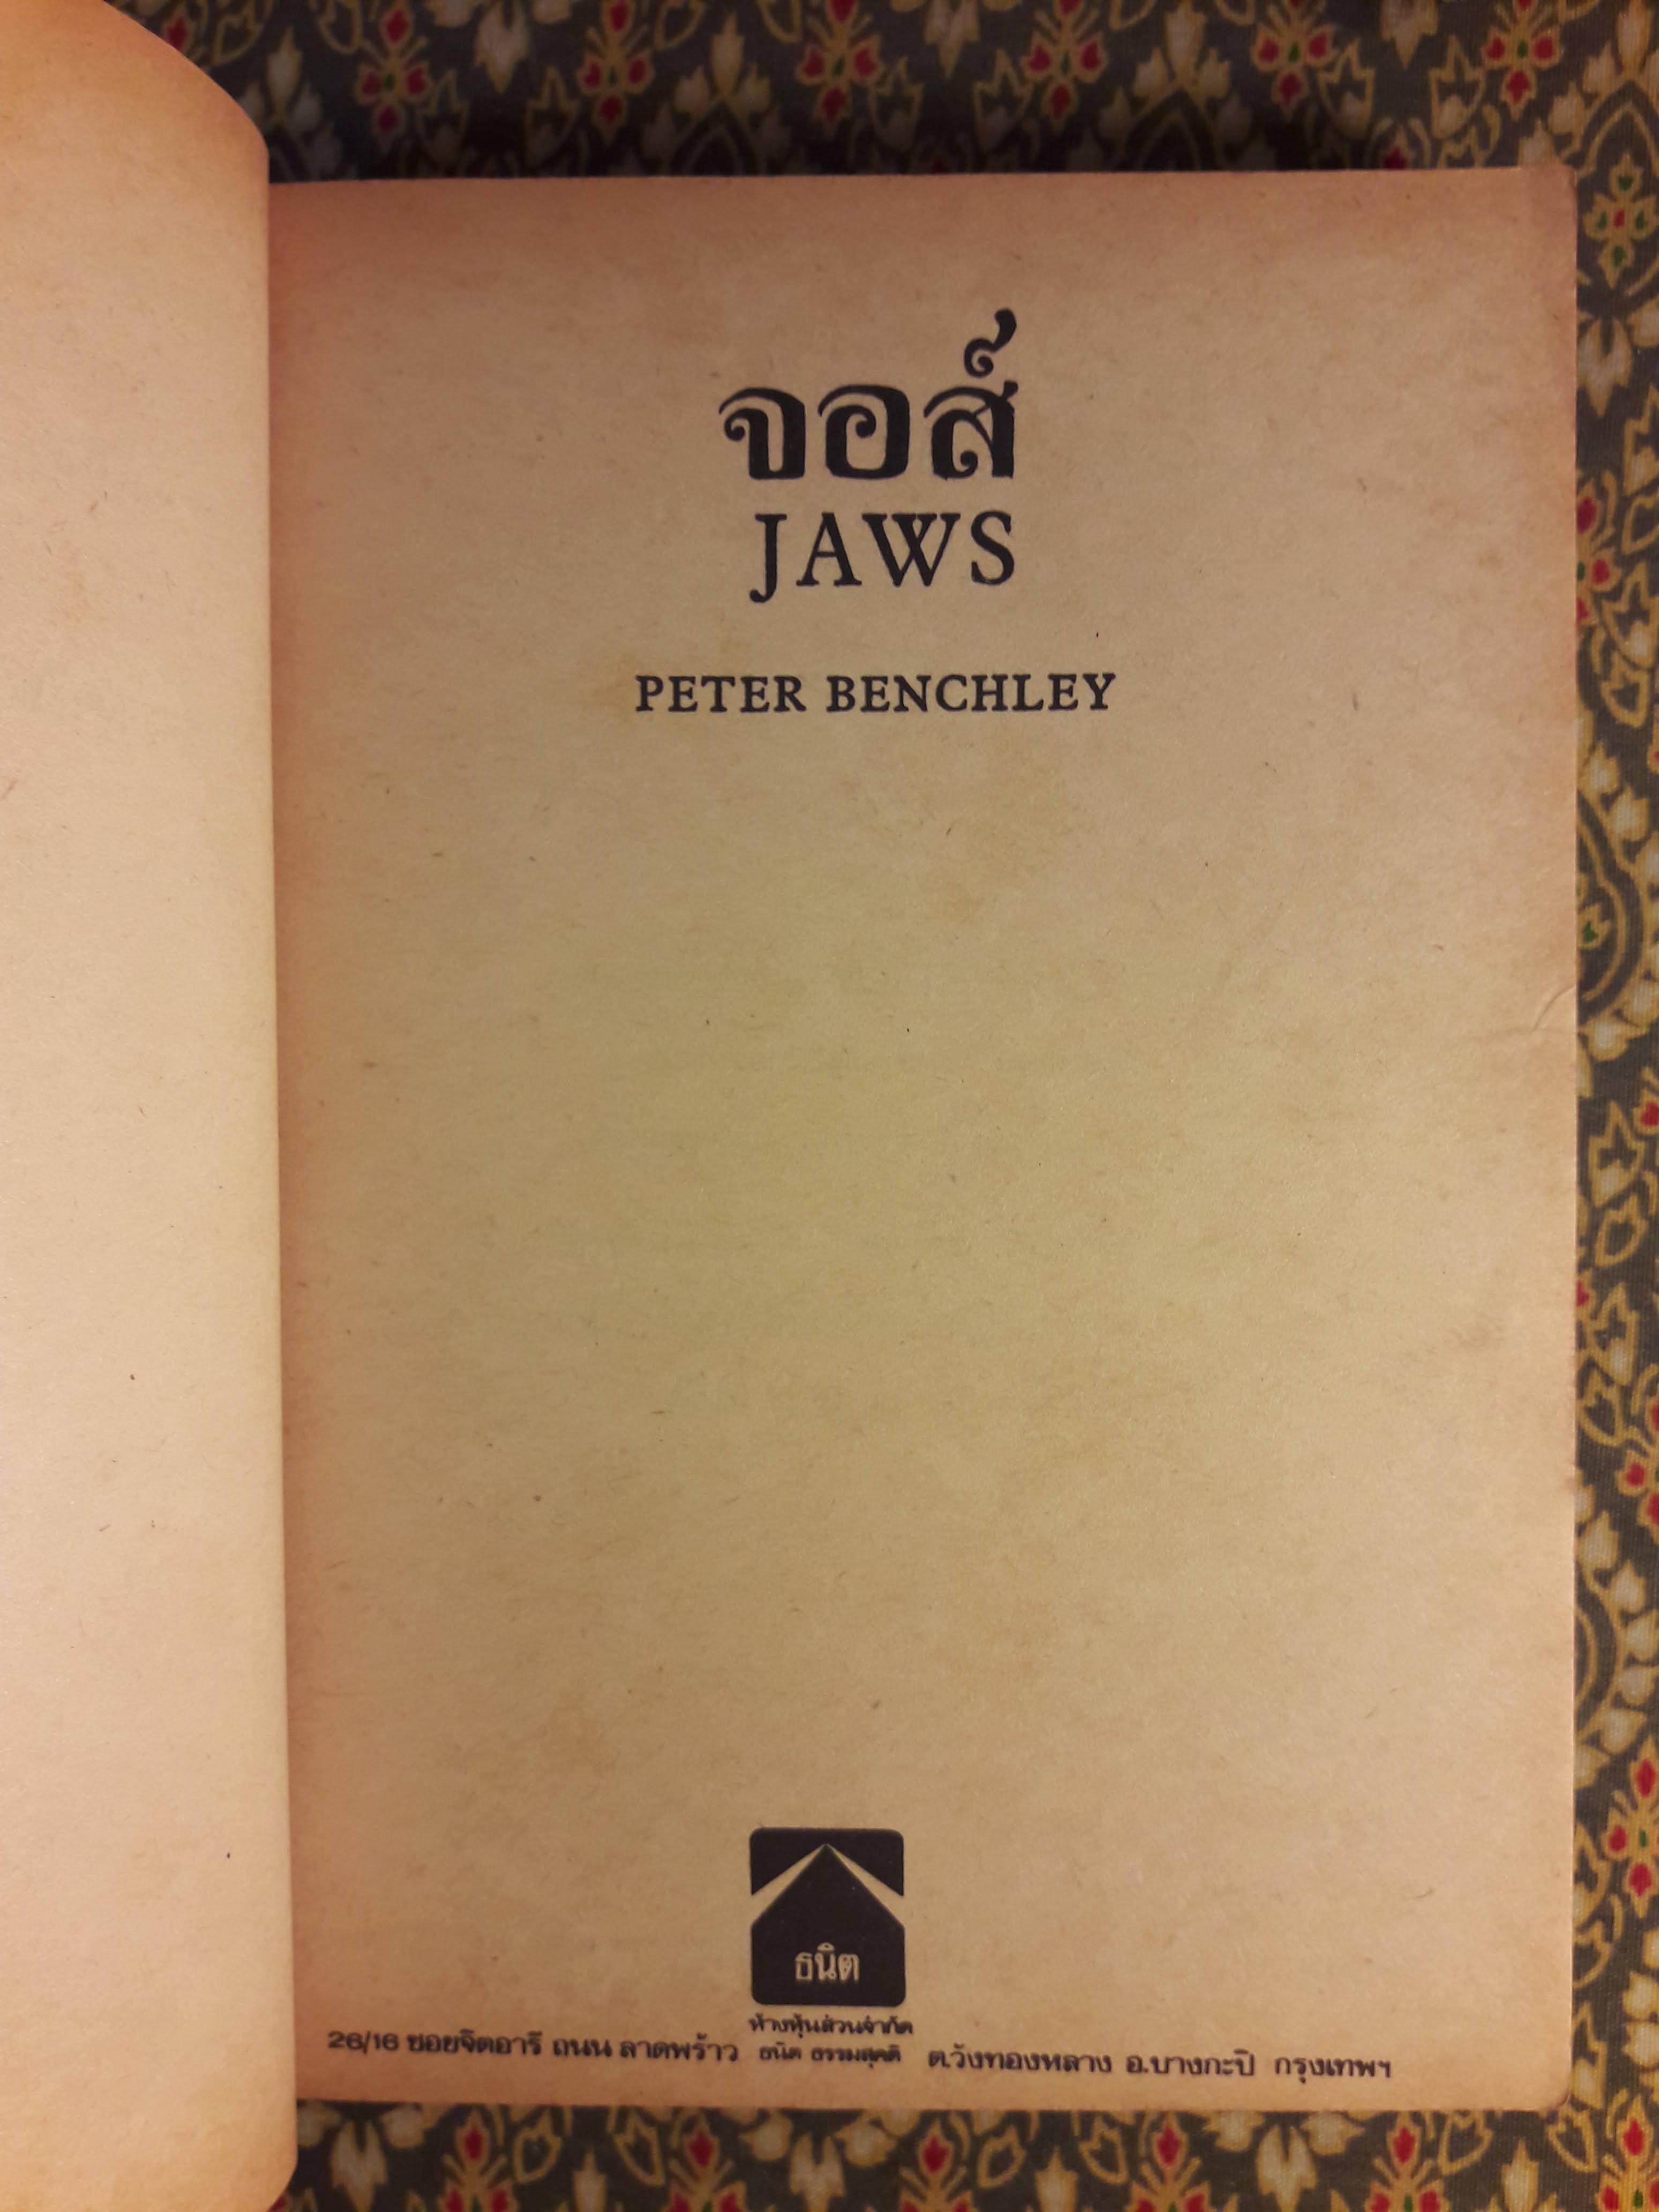 จอส์
JAWS
PETER BENCHLEY
ธนิต
ห้างหุ้นส่วนจำกัด
26/16 ซอยจิตอารี ถนน ลาดพร้าว ธนิต ธรรมสุคติ ต.วังทองหลาง อ.บางกะปิ กรุงเทพฯ